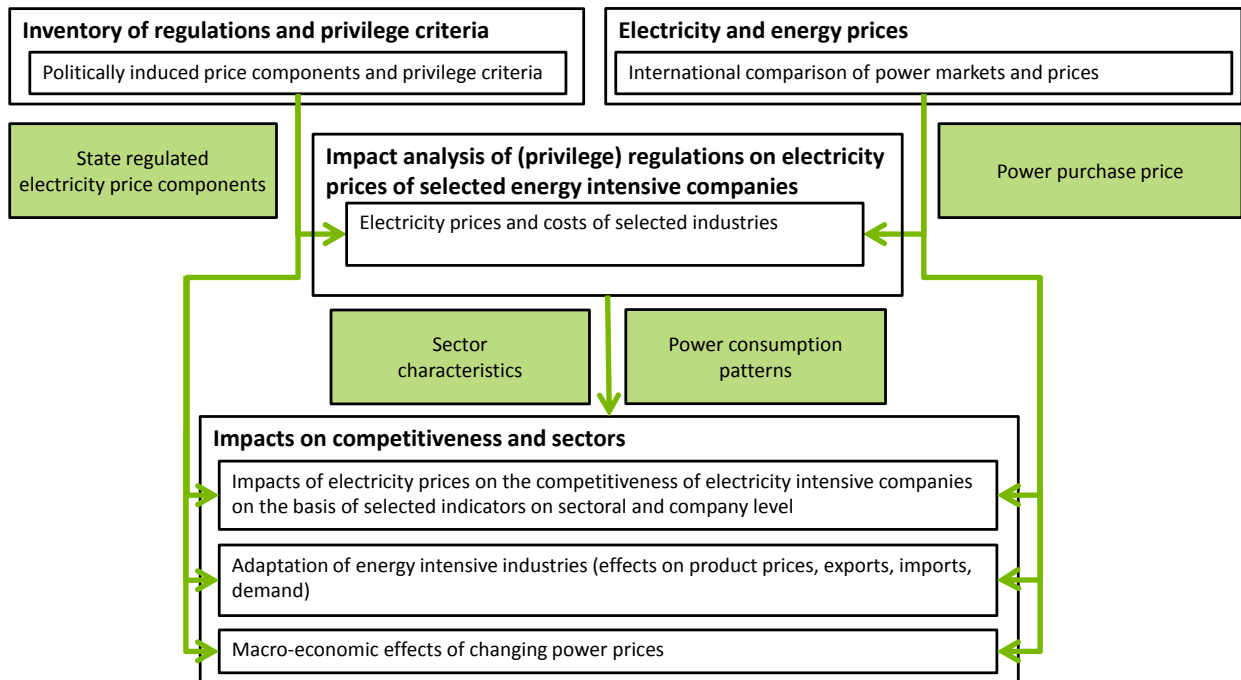 Inventory of regulations and privilege criteria
Politically induced price components and privilege criteria
Electricity and energy prices
International comparison of power markets and prices
State regulated
electricity price components
Impact analysis of (privilege) regulations on electricity
prices of selected energy intensive companies
Electricity prices and costs of selected industries
Power purchase price
Sector
characteristics
Power consumption
patterns
Impacts on competitiveness and sectors
Impacts of electricity prices on the competitiveness of electricity intensive companies
on the basis of selected indicators on sectoral and company level
Adaptation of energy intensive industries (effects on product prices, exports, imports,
demand)
Macro-economic effects of changing power prices